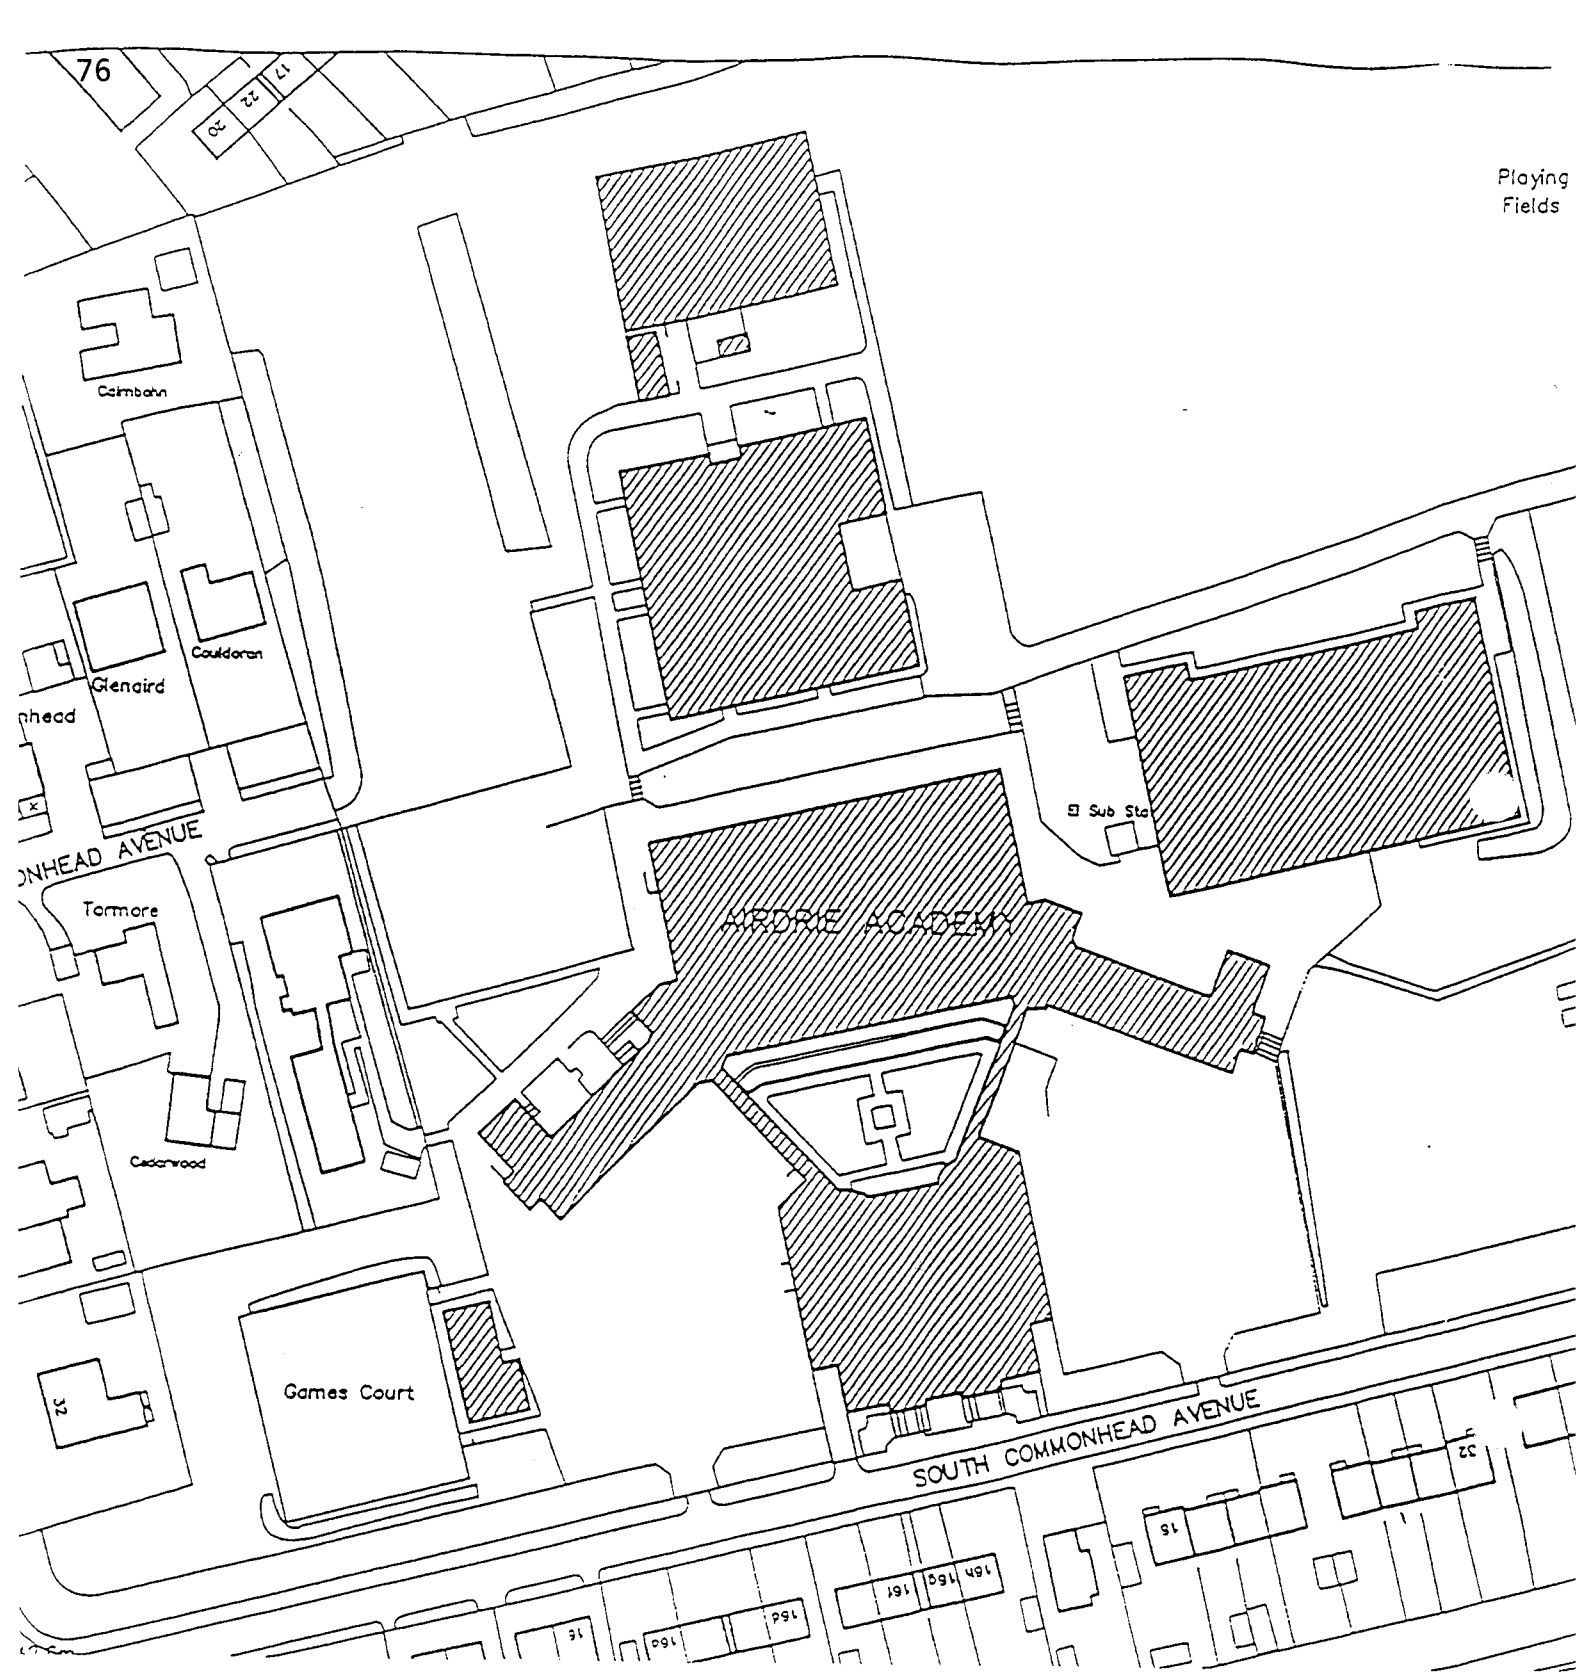 76
17
22
20
Playing
Fields
Cairnbahn
Couldoran
Glenaird
nhead
x
El Sub Sta
ONHEAD AVENUE
Tormore
AIRDRIE ACADEMY
Cedarwood
32
Games Court
SOUTH COMMONHEAD AVENUE
32
18
16h
16g
16f
16d
16a
16